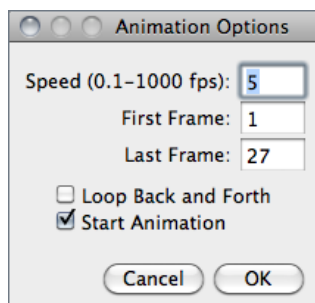 Animation Options
Speed (0.1–1000 fps): 5
First Frame: 1
Last Frame: 27
Loop Back and Forth
Start Animation
Cancel OK